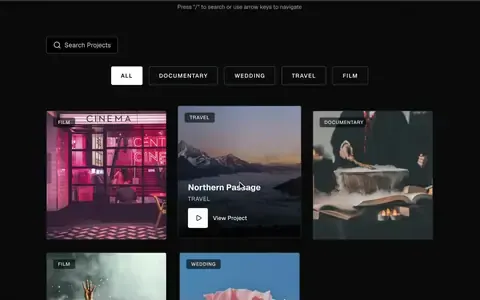 Press "/" to search or use arrow keys to navigate
Search Projects
ALL
DOCUMENTARY
WEDDING
TRAVEL
FILM
FILM
CINEMA
TRAVEL
Northern Passage
TRAVEL
View Project
DOCUMENTARY
FILM
WEDDING